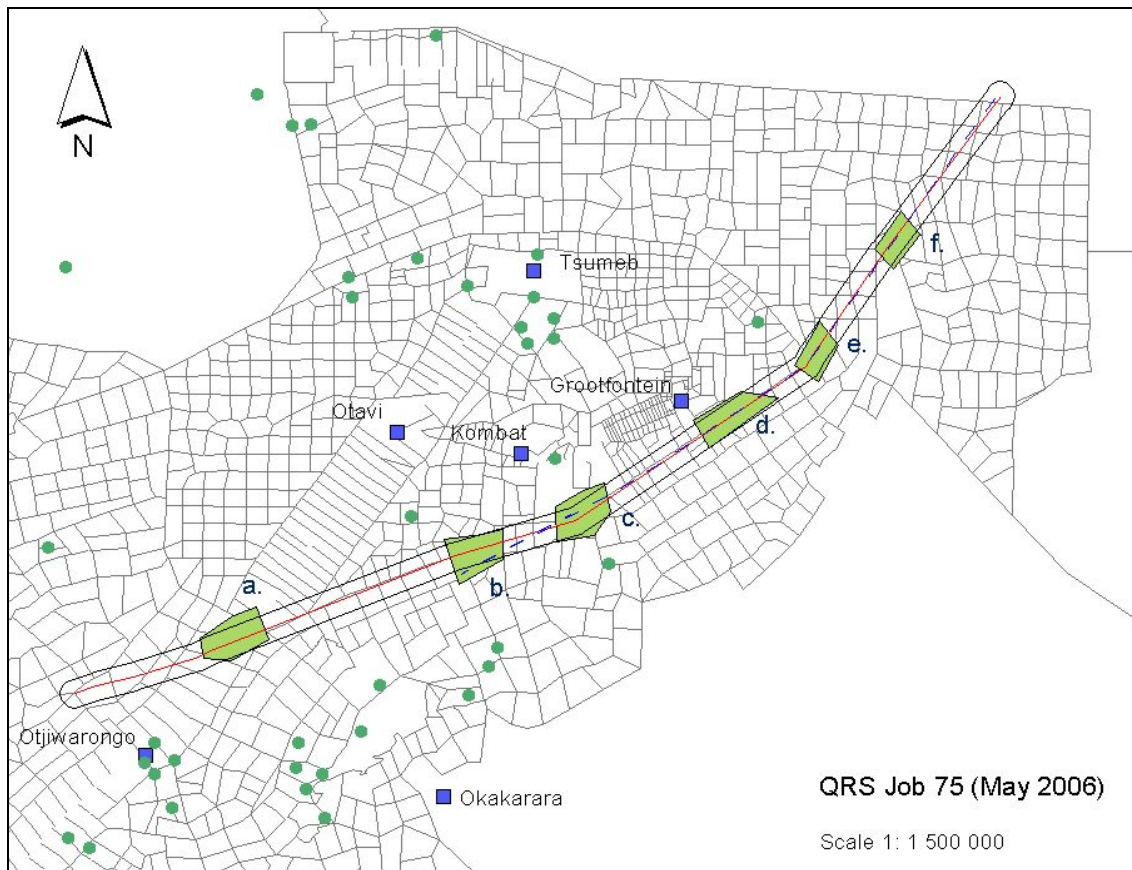 N
Tsumeb
f.
e.
Grootfontein
Otavi
Kombat
d.
c.
b.
a.
Otjiwarongo
Okakarara
QRS Job 75 (May 2006)
Scale 1: 1 500 000